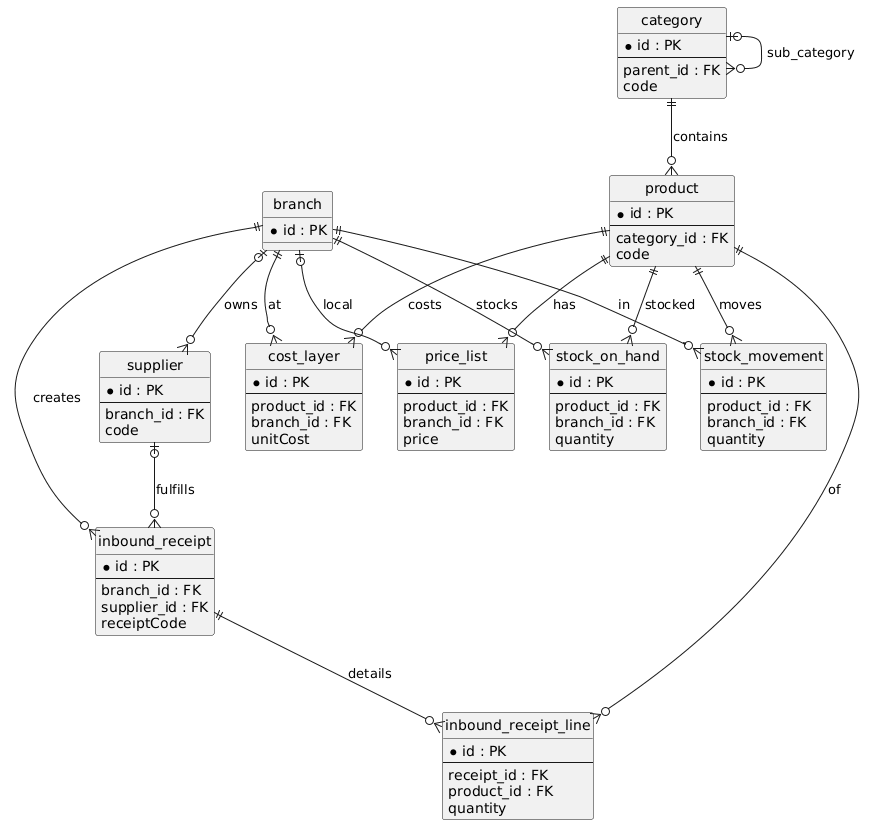 category
id : PK
parent_id : FK
code
sub_category
contains
branch
id : PK
product
id : PK
category_id : FK
code
owns
at
local
costs
stocks
has
in
stocked
moves
supplier
id : PK
branch_id : FK
code
cost_layer
id : PK
product_id : FK
branch_id : FK
unitCost
price_list
id : PK
product_id : FK
branch_id : FK
price
stock_on_hand
id : PK
product_id : FK
branch_id : FK
quantity
stock_movement
id : PK
product_id : FK
branch_id : FK
quantity
creates
fulfills
of
inbound_receipt
id : PK
branch_id : FK
supplier_id : FK
receiptCode
details
inbound_receipt_line
id : PK
receipt_id : FK
product_id : FK
quantity